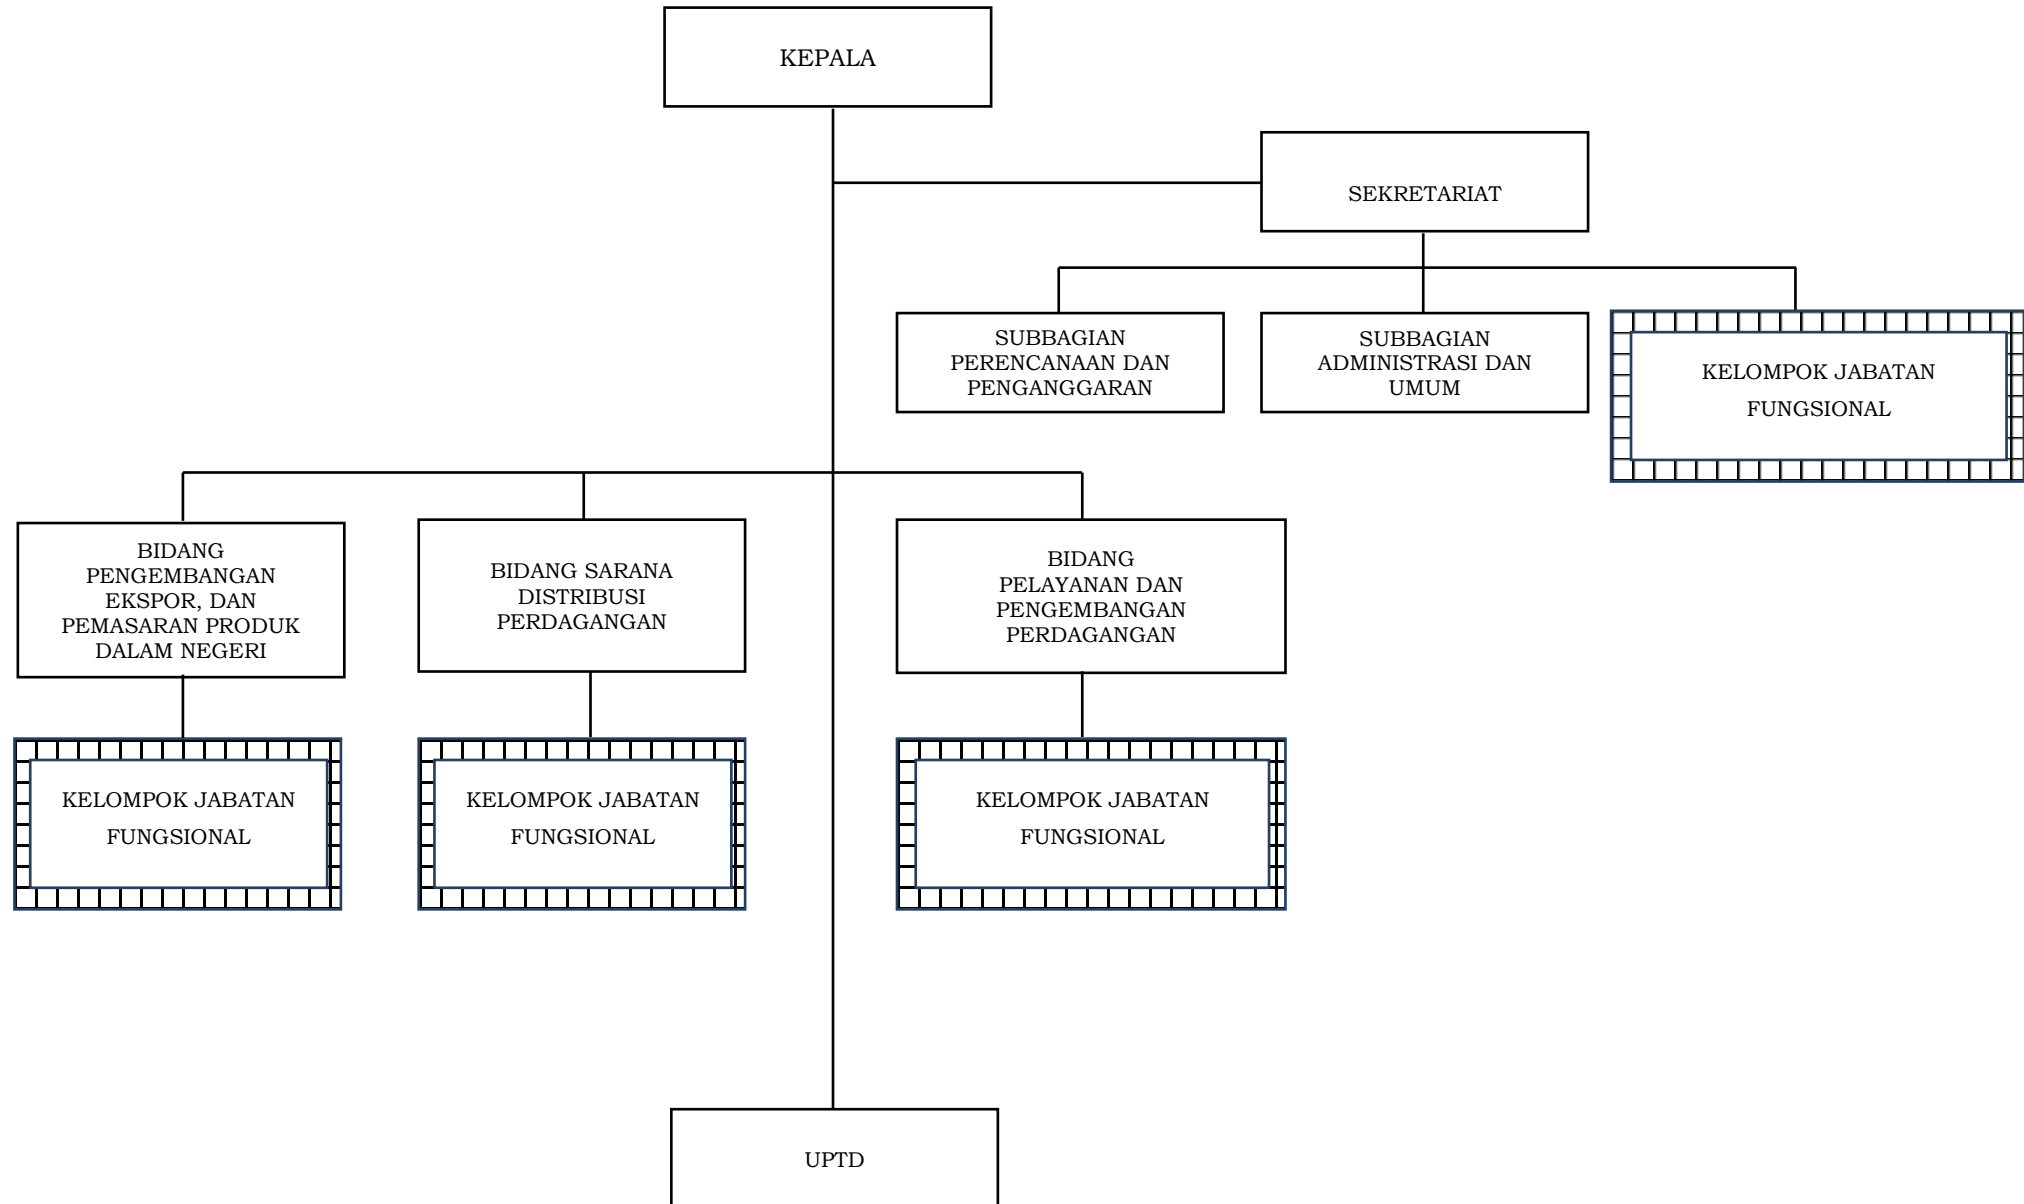 KEPALA
SEKRETARIAT
SUBBAGIAN
PERENCANAAN DAN
PENGANGGARAN
SUBBAGIAN
ADMINISTRASI DAN
UMUM
KELOMPOK JABATAN
FUNGSIONAL
BIDANG
PENGEMBANGAN
EKSPOR, DAN
PEMASARAN PRODUK
DALAM NEGERI
BIDANG SARANA
DISTRIBUSI
PERDAGANGAN
BIDANG
PELAYANAN DAN
PENGEMBANGAN
PERDAGANGAN
KELOMPOK JABATAN
FUNGSIONAL
KELOMPOK JABATAN
FUNGSIONAL
KELOMPOK JABATAN
FUNGSIONAL
UPTD